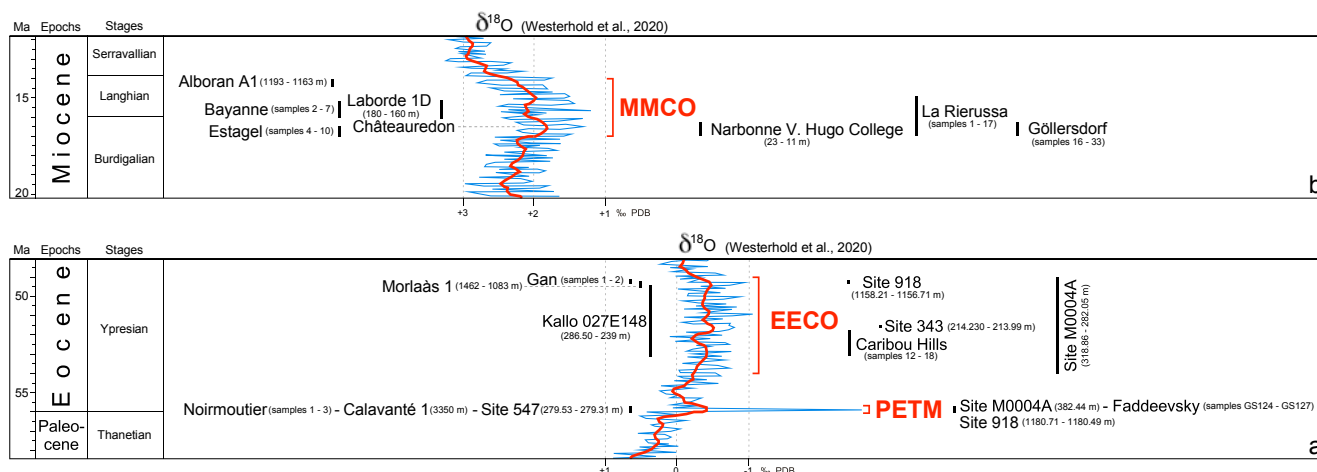 δ18O (Westerhold et al., 2020)
Ma Epochs Stages
Miocene
Serravallian
Langhian
Burdigalian
15
20
Alboran A1 (1193 - 1163 m)
Bayanne (samples 2 - 7)
Laborde 1D
(180 - 160 m)
Estagel (samples 4 - 10)
Châteauredon
MMCO
Narbonne V. Hugo College
(23 - 11 m)
La Rierussa
(samples 1 - 17)
Göllersdorf
(samples 16 - 33)
+3 +2 +1 ‰ PDB
b
δ18O (Westerhold et al., 2020)
Ma Epochs Stages
Eocene
Paleo-
cene
Ypresian
Thanetian
50
55
Morlaàs 1 (1462 - 1083 m)
Gan (samples 1 - 2)
Kallo 027E148
(286.50 - 239 m)
EECO
Site 918
(1158.21 - 1156.71 m)
Site 343 (214.230 - 213.99 m)
Caribou Hills
(samples 12 - 18)
Site M0004A
(318.86 - 282.05 m)
Noirmoutier (samples 1 - 3) - Calavanté 1 (3350 m) - Site 547 (279.53 - 279.31 m)
PETM
Site M0004A (382.44 m) - Faddeevsky (samples GS124 - GS127)
Site 918 (1180.71 - 1180.49 m)
+1 0 -1 ‰ PDB
a